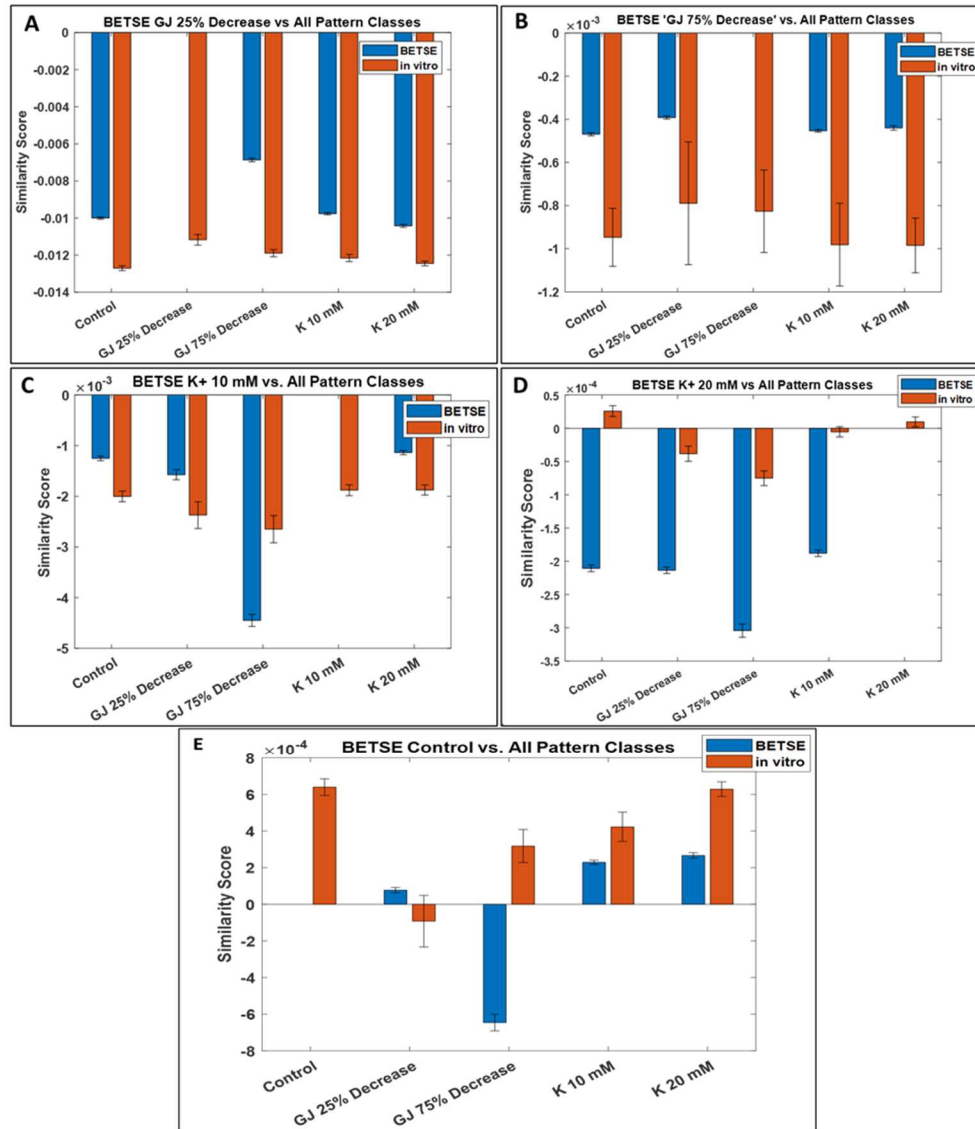 A
BETSE GJ 25% Decrease vs All Pattern Classes
Similarity Score
0
-0.002
-0.004
-0.006
-0.008
-0.01
-0.012
-0.014
BETSE
in vitro
Control
GJ 25% Decrease
GJ 75% Decrease
K 10 mM
K 20 mM
B
BETSE 'GJ 75% Decrease' vs. All Pattern Classes
×10⁻³
Similarity Score
0
-0.2
-0.4
-0.6
-0.8
-1
-1.2
BETSE
in vitro
Control
GJ 25% Decrease
GJ 75% Decrease
K 10 mM
K 20 mM
C
BETSE K+ 10 mM vs. All Pattern Classes
×10⁻³
Similarity Score
0
-1
-2
-3
-4
-5
BETSE
in vitro
Control
GJ 25% Decrease
GJ 75% Decrease
K 10 mM
K 20 mM
D
BETSE K+ 20 mM vs All Pattern Classes
×10⁻⁴
Similarity Score
0.5
0
-0.5
-1
-1.5
-2
-2.5
-3
-3.5
BETSE
in vitro
Control
GJ 25% Decrease
GJ 75% Decrease
K 10 mM
K 20 mM
E
BETSE Control vs. All Pattern Classes
×10⁻⁴
Similarity Score
8
6
4
2
0
-2
-4
-6
-8
BETSE
in vitro
Control
GJ 25% Decrease
GJ 75% Decrease
K 10 mM
K 20 mM